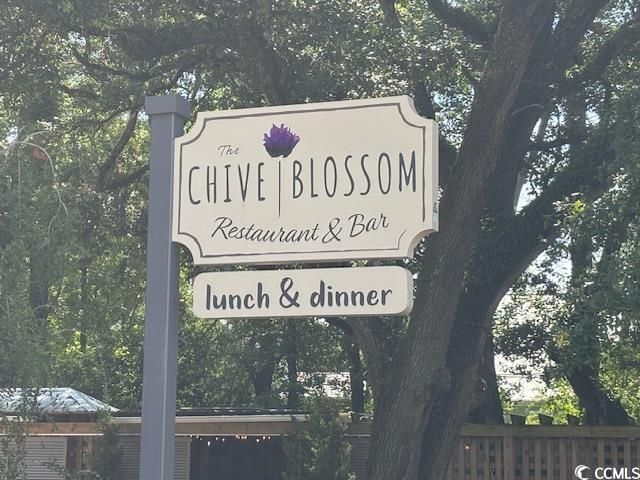 The
CHIVE BLOSSOM
Restaurant & Bar
lunch & dinner
CCMLS